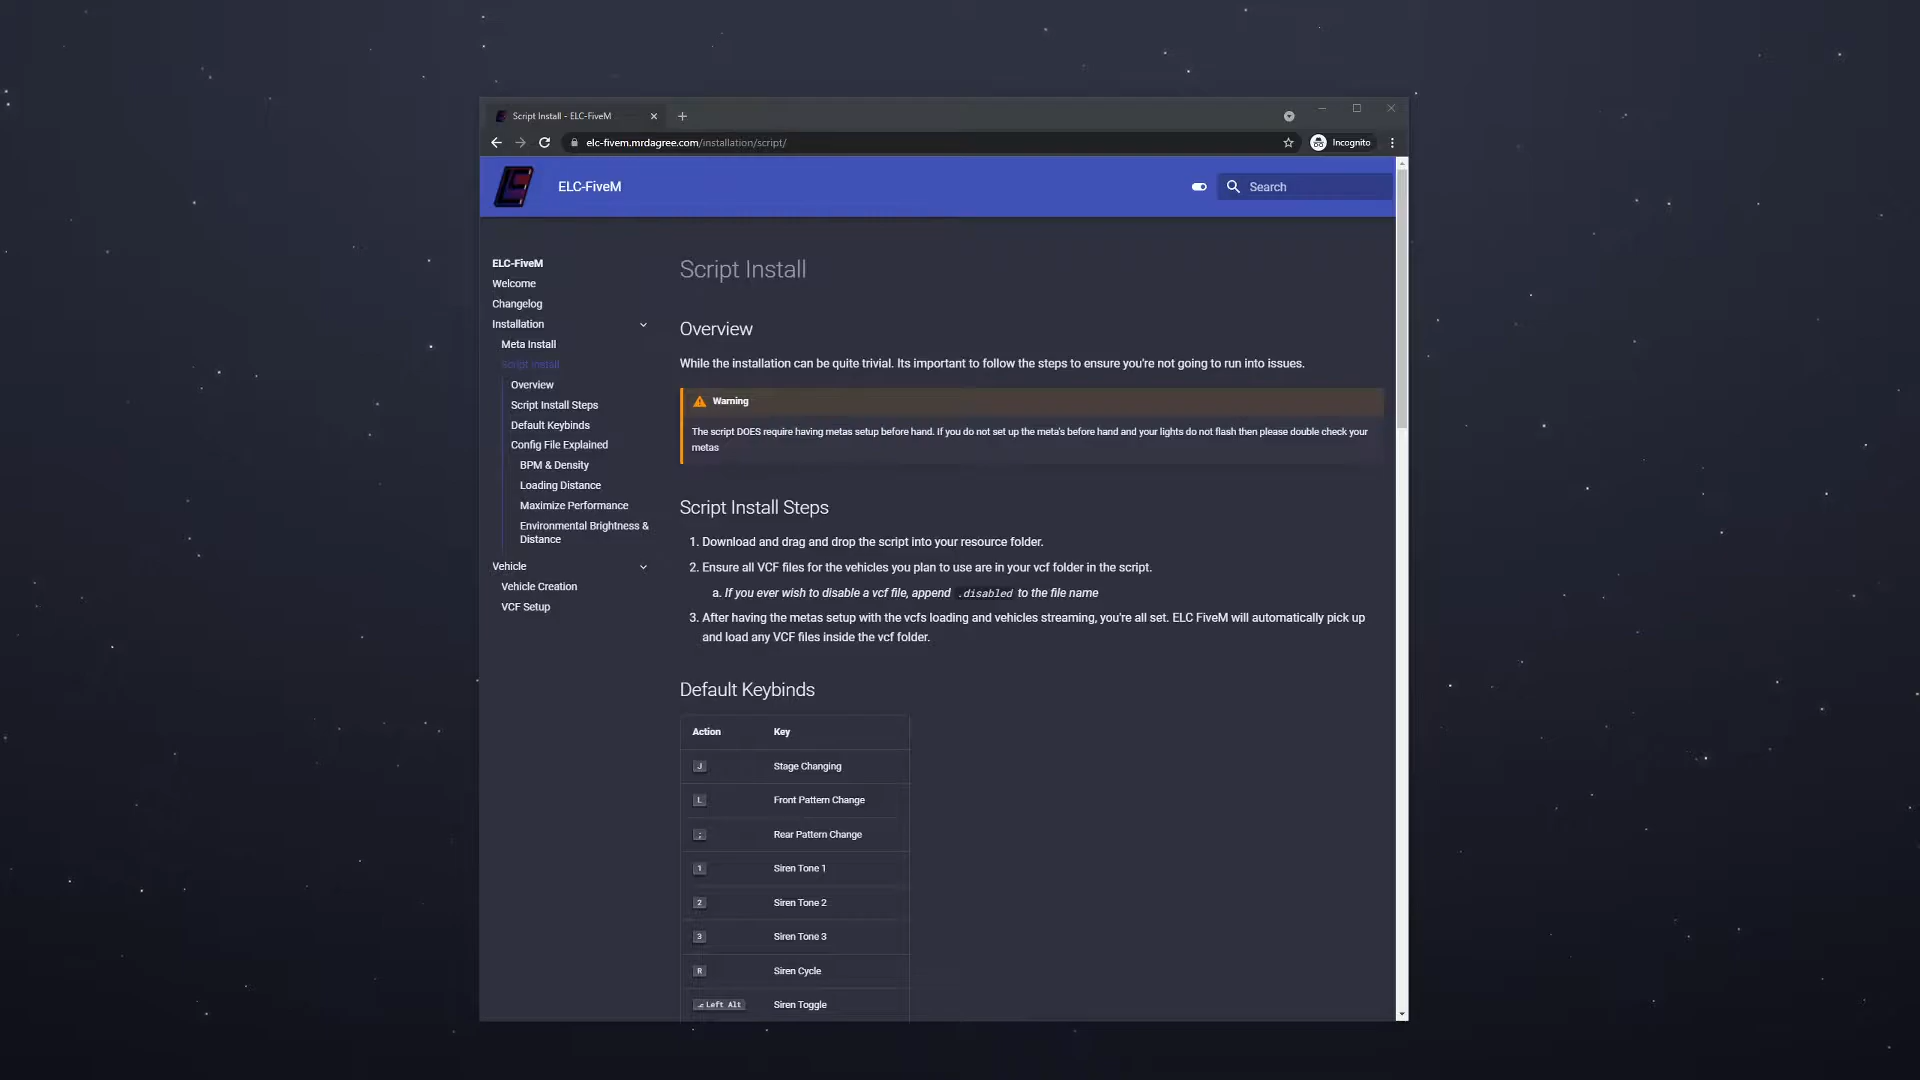 Script Install - ELC-FiveM
elc-fivem.mrdagree.com/installation/script/
Incognito
ELC-FiveM
Search
ELC-FiveM
Welcome
Changelog
Installation
Meta Install
Script Install
Overview
Script Install Steps
Default Keybinds
Config File Explained
BPM & Density
Loading Distance
Maximize Performance
Environmental Brightness &
Distance
Vehicle
Vehicle Creation
VCF Setup
Script Install
Overview
While the installation can be quite trivial. Its important to follow the steps to ensure you're not going to run into issues.
Warning
The script DOES require having metas setup before hand. If you do not set up the meta's before hand and your lights do not flash then please double check your
metas
Script Install Steps
1. Download and drag and drop the script into your resource folder.
2. Ensure all VCF files for the vehicles you plan to use are in your vcf folder in the script.
a. If you ever wish to disable a vcf file, append .disabled to the file name
3. After having the metas setup with the vcfs loading and vehicles streaming, you're all set. ELC FiveM will automatically pick up
and load any VCF files inside the vcf folder.
Default Keybinds
Action Key
J Stage Changing
L Front Pattern Change
; Rear Pattern Change
1 Siren Tone 1
2 Siren Tone 2
3 Siren Tone 3
R Siren Cycle
Left Alt Siren Toggle